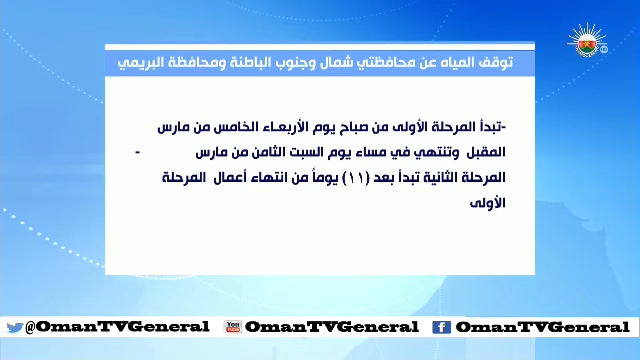 توقف المياه عن محافظتي شمال وجنوب الباطنة ومحافظة البريمي
-تبدأ المرحلة الأولى من صباح يوم الأربعاء الخامس من مارس
المقبل وتنتهي في مساء يوم السبت الثامن من مارس -
المرحلة الثانية تبدأ بعد (١١) يوماً من انتهاء أعمال المرحلة
الأولى
@OmanTVGeneral You Tube OmanTVGeneral f OmanTVGeneral